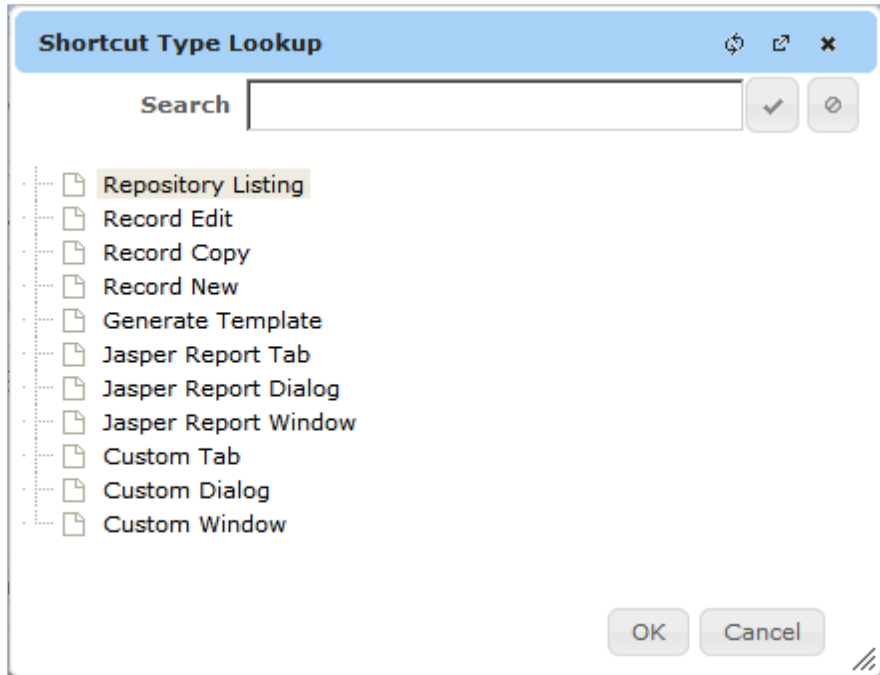 Shortcut Type Lookup
Search
Repository Listing
Record Edit
Record Copy
Record New
Generate Template
Jasper Report Tab
Jasper Report Dialog
Jasper Report Window
Custom Tab
Custom Dialog
Custom Window
OK Cancel